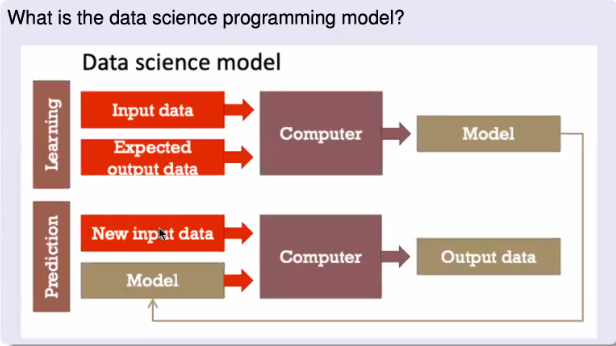 What is the data science programming model?
Data science model
Learning
Input data
Expected
output data
Computer
Model
Prediction
New input data
Model
Computer
Output data